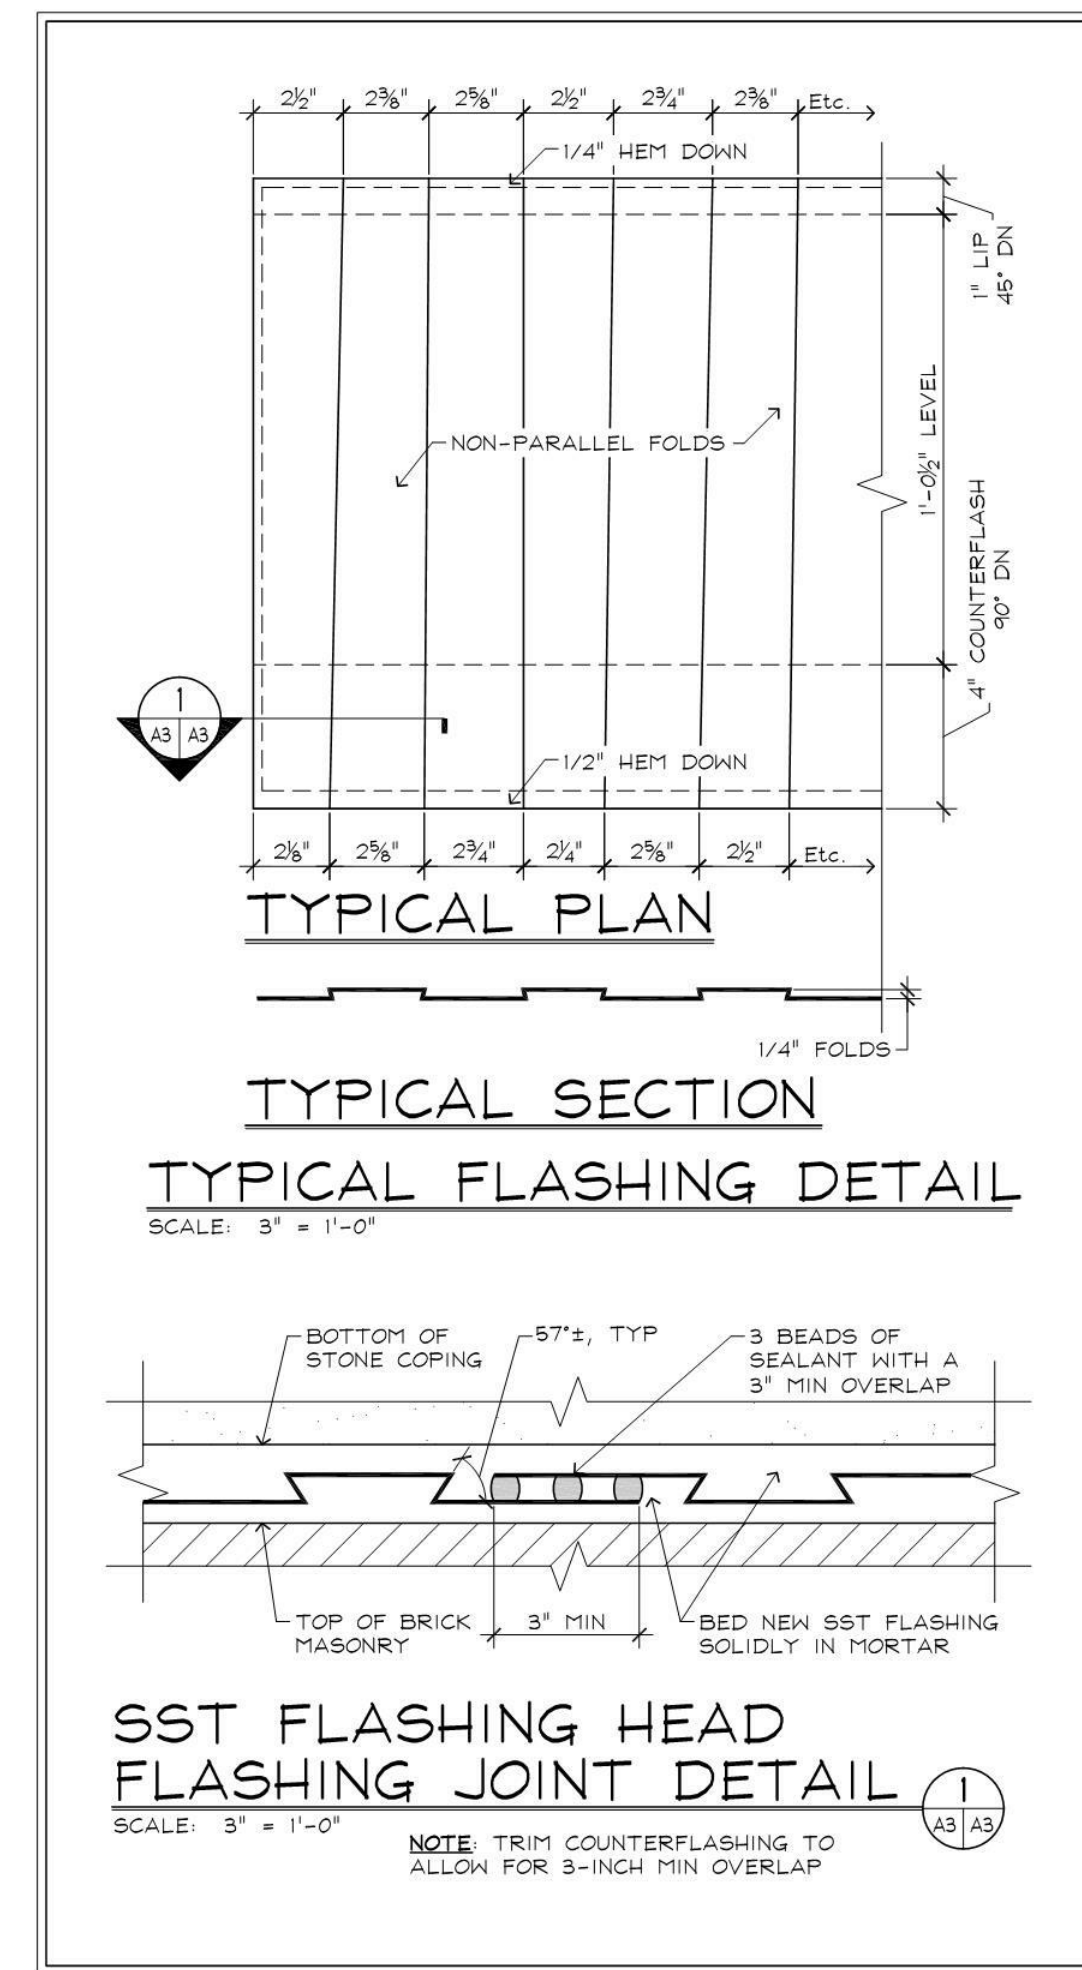 2½" 2⅜" 2⅝" 2½" 2¾" 2⅜" Etc.
1/4" HEM DOWN
1" LIP
45° DN
1'-0½" LEVEL
NON-PARALLEL FOLDS
4" COUNTERFLASH
90° DN
1
A3 A3
1/2" HEM DOWN
2⅛" 2⅝" 2¾" 2¼" 2⅝" 2½" Etc.
TYPICAL PLAN
1/4" FOLDS
TYPICAL SECTION
TYPICAL FLASHING DETAIL
SCALE: 3" = 1'-0"
BOTTOM OF
STONE COPING
57°±, TYP
3 BEADS OF
SEALANT WITH A
3" MIN OVERLAP
TOP OF BRICK
MASONRY
3" MIN
BED NEW SST FLASHING
SOLIDLY IN MORTAR
SST FLASHING HEAD
FLASHING JOINT DETAIL
1
A3 A3
SCALE: 3" = 1'-0"
NOTE: TRIM COUNTERFLASHING TO
ALLOW FOR 3-INCH MIN OVERLAP